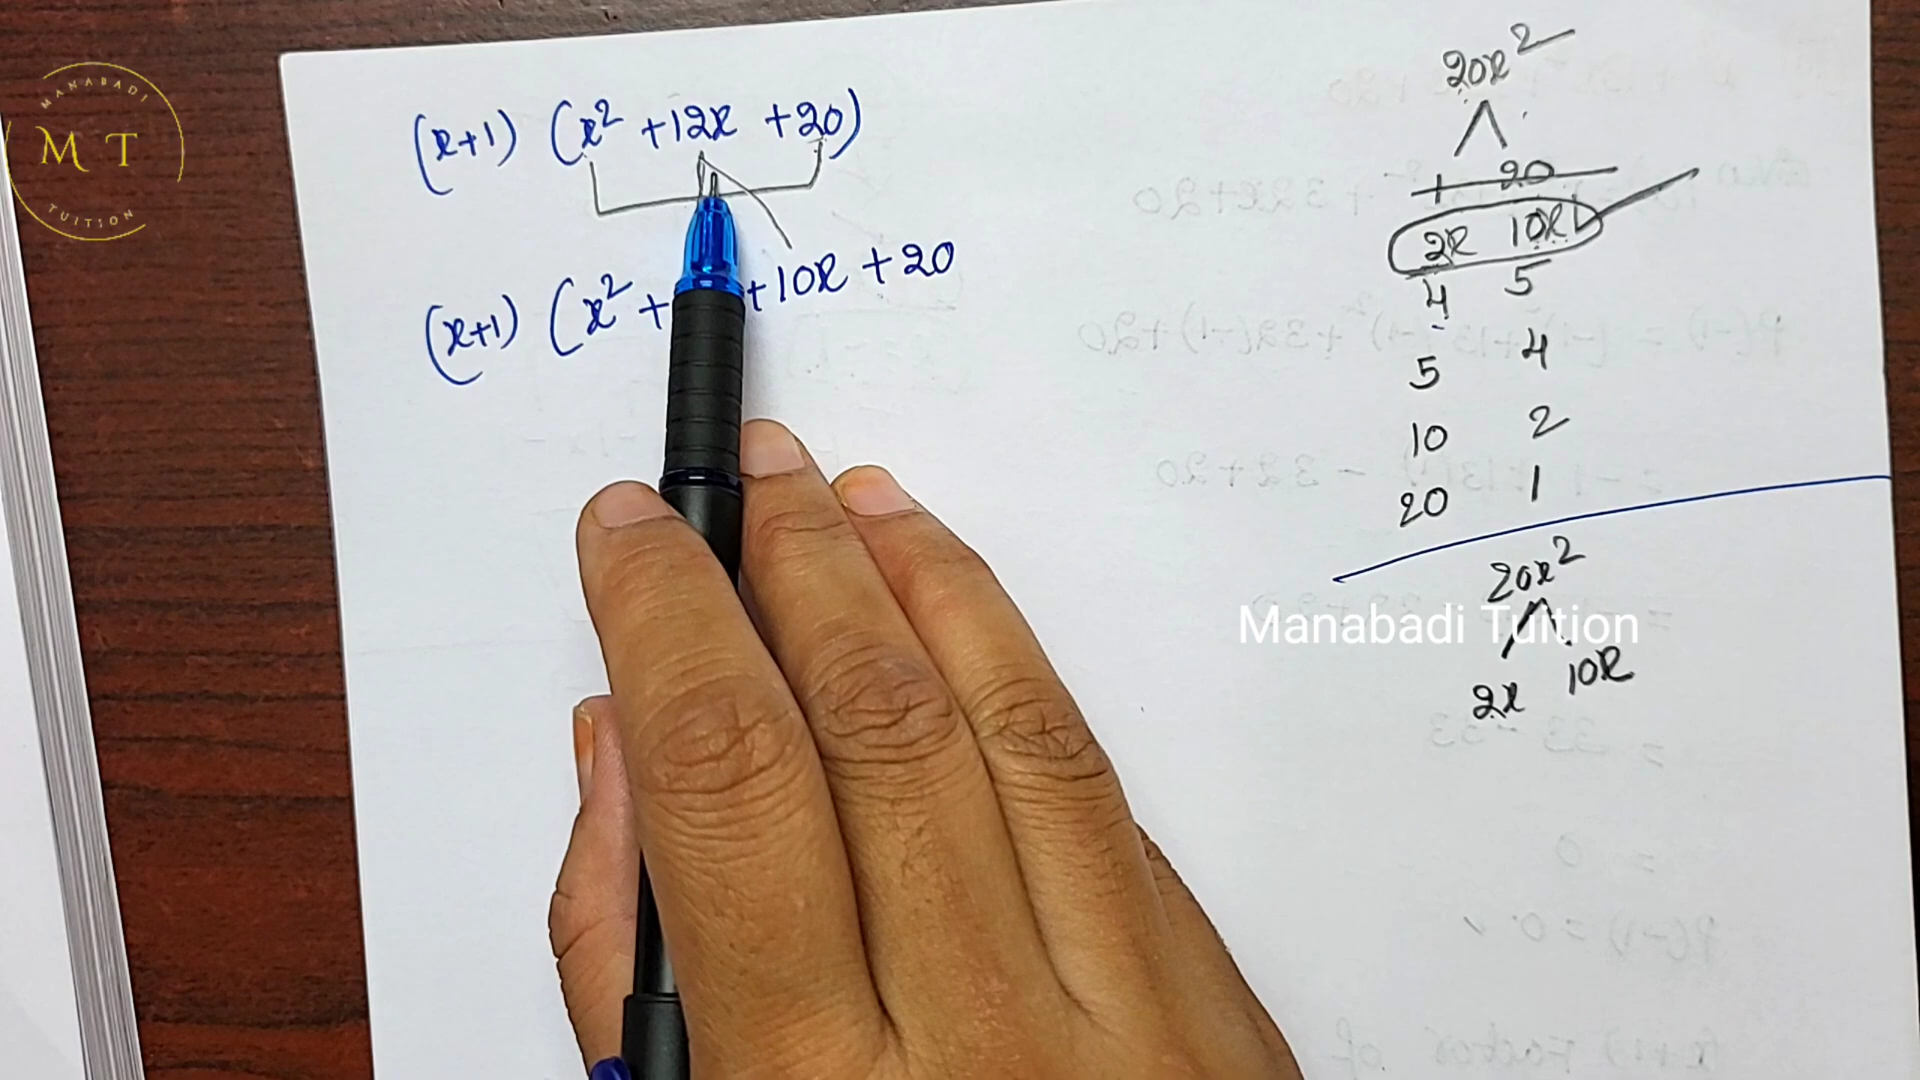 MANABADI
M T
TUITION
(x+1) (x² +12x +20)
(x+1) (x² + +10x +20
20x²
1 20
2x 10x
4 5
5 4
10 2
20 1
20x²
Manabadi Tuition
2x 10x